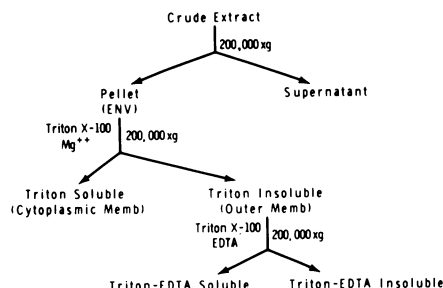 Crude Extract
200,000 xg
Pellet
(ENV)
Supernatant
Triton X-100
Mg++
200,000 xg
Triton Soluble
(Cytoplasmic Memb)
Triton Insoluble
(Outer Memb)
Triton X-100
EDTA
200,000 xg
Triton-EDTA Soluble
Triton-EDTA Insoluble